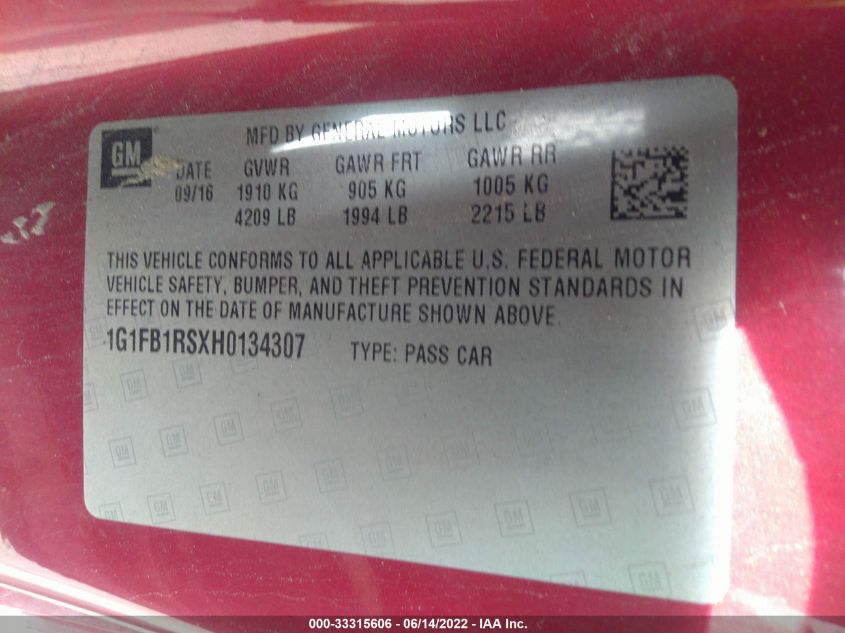 MFD BY GENERAL MOTORS LLC
GM
DATE GVWR GAWR FRT GAWR RR
09/16 1910 KG 905 KG 1005 KG
4209 LB 1994 LB 2215 LB
THIS VEHICLE CONFORMS TO ALL APPLICABLE U.S. FEDERAL MOTOR
VEHICLE SAFETY, BUMPER, AND THEFT PREVENTION STANDARDS IN
EFFECT ON THE DATE OF MANUFACTURE SHOWN ABOVE.
1G1FB1RSXH0134307 TYPE: PASS CAR
000-33315606 - 06/14/2022 - IAA Inc.